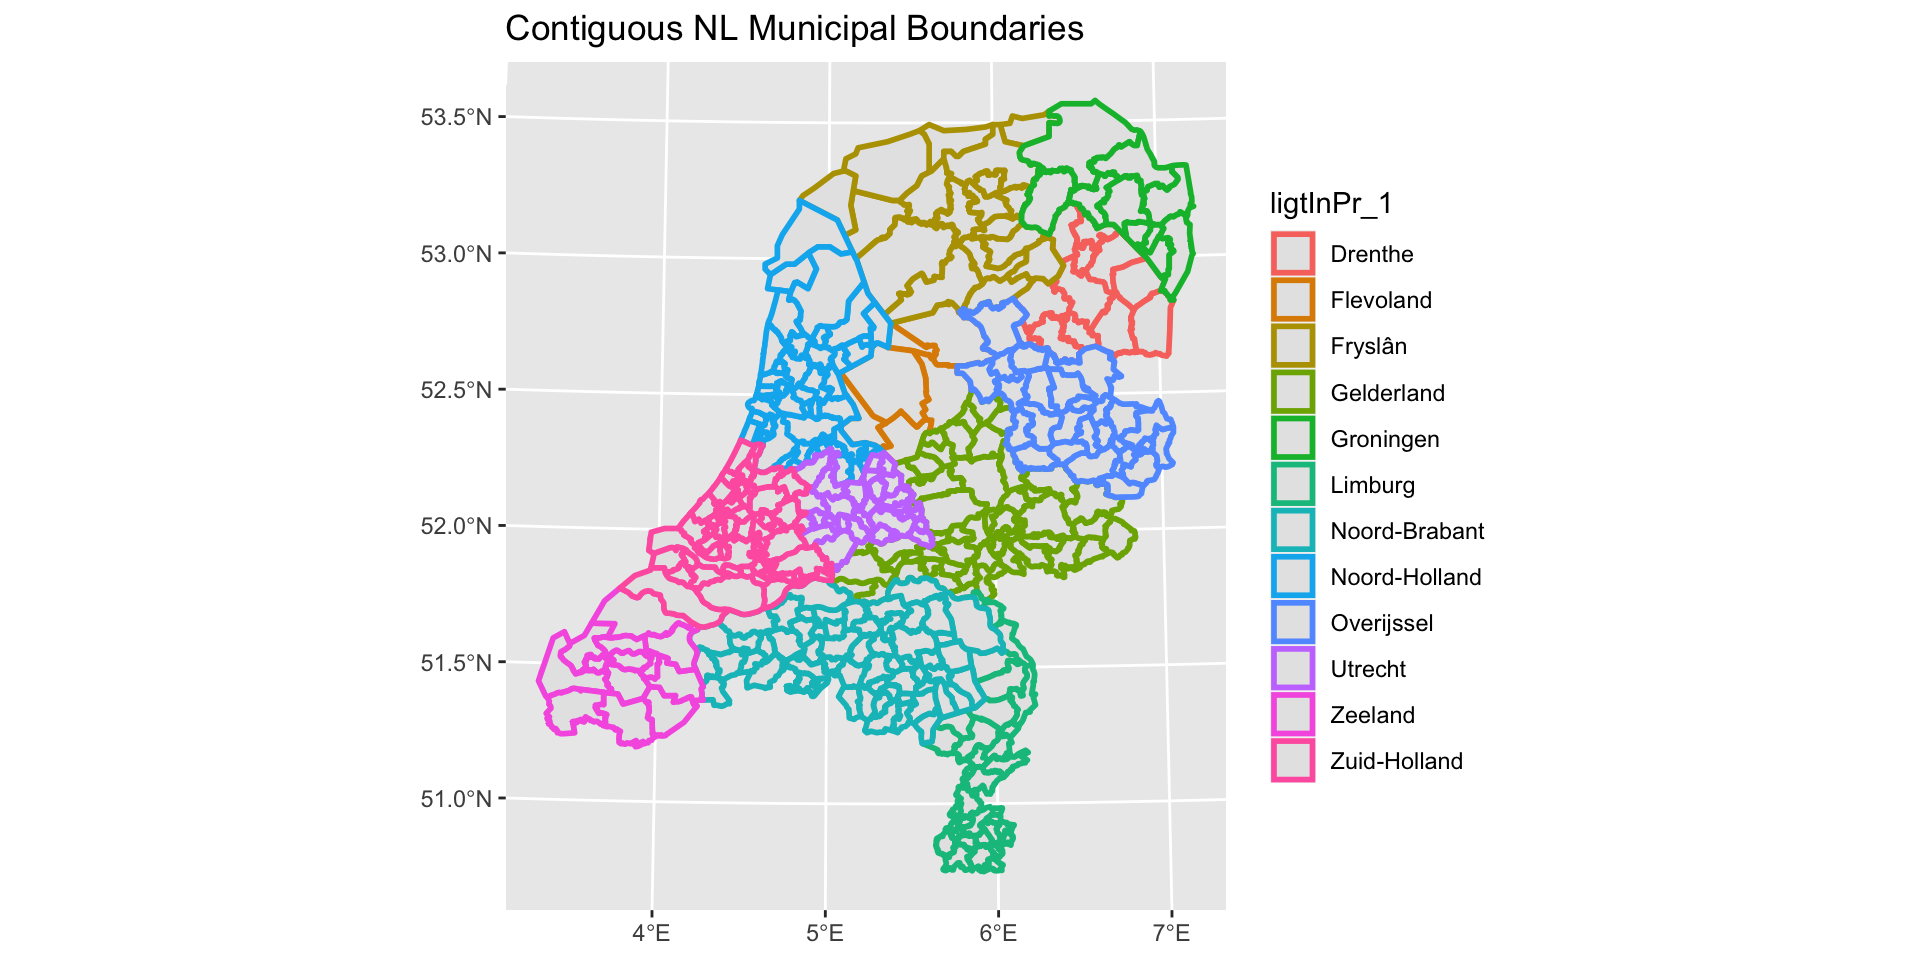 Contiguous NL Municipal Boundaries
53.5°N
53.0°N
52.5°N
52.0°N
51.5°N
51.0°N
4°E
5°E
6°E
7°E
ligtInPr_1
Drenthe
Flevoland
Fryslân
Gelderland
Groningen
Limburg
Noord-Brabant
Noord-Holland
Overijssel
Utrecht
Zeeland
Zuid-Holland